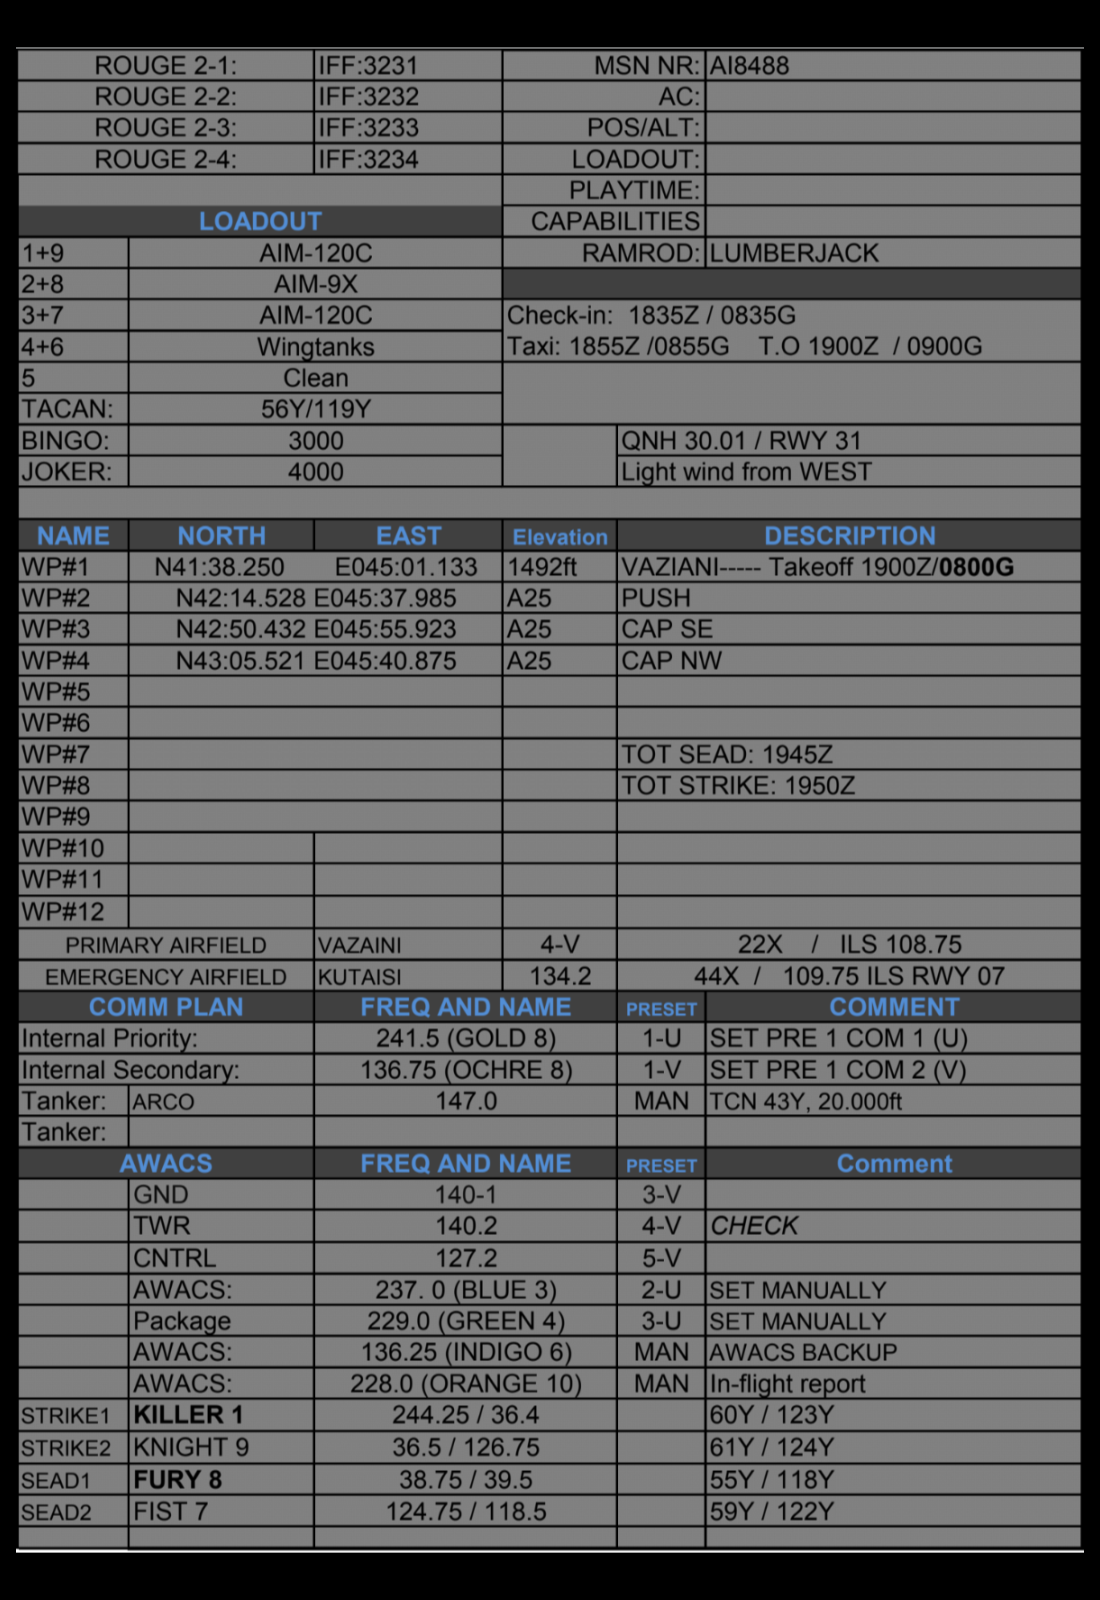 ROUGE 2-1: IFF:3231 MSN NR: AI8488
ROUGE 2-2: IFF:3232 AC:
ROUGE 2-3: IFF:3233 POS/ALT:
ROUGE 2-4: IFF:3234 LOADOUT:
PLAYTIME:
LOADOUT CAPABILITIES
1+9 AIM-120C RAMROD: LUMBERJACK
2+8 AIM-9X
3+7 AIM-120C Check-in: 1835Z / 0835G
4+6 Wingtanks Taxi: 1855Z /0855G T.O 1900Z / 0900G
5 Clean
TACAN: 56Y/119Y
BINGO: 3000 QNH 30.01 / RWY 31
JOKER: 4000 Light wind from WEST
NAME NORTH EAST Elevation DESCRIPTION
WP#1 N41:38.250 E045:01.133 1492ft VAZIANI----- Takeoff 1900Z/0800G
WP#2 N42:14.528 E045:37.985 A25 PUSH
WP#3 N42:50.432 E045:55.923 A25 CAP SE
WP#4 N43:05.521 E045:40.875 A25 CAP NW
WP#5
WP#6
WP#7 TOT SEAD: 1945Z
WP#8 TOT STRIKE: 1950Z
WP#9
WP#10
WP#11
WP#12
PRIMARY AIRFIELD VAZAINI 4-V 22X / ILS 108.75
EMERGENCY AIRFIELD KUTAISI 134.2 44X / 109.75 ILS RWY 07
COMM PLAN FREQ AND NAME PRESET COMMENT
Internal Priority: 241.5 (GOLD 8) 1-U SET PRE 1 COM 1 (U)
Internal Secondary: 136.75 (OCHRE 8) 1-V SET PRE 1 COM 2 (V)
Tanker: ARCO 147.0 MAN TCN 43Y, 20.000ft
Tanker:
AWACS FREQ AND NAME PRESET Comment
GND 140-1 3-V
TWR 140.2 4-V CHECK
CNTRL 127.2 5-V
AWACS: 237. 0 (BLUE 3) 2-U SET MANUALLY
Package 229.0 (GREEN 4) 3-U SET MANUALLY
AWACS: 136.25 (INDIGO 6) MAN AWACS BACKUP
AWACS: 228.0 (ORANGE 10) MAN In-flight report
STRIKE1 KILLER 1 244.25 / 36.4 60Y / 123Y
STRIKE2 KNIGHT 9 36.5 / 126.75 61Y / 124Y
SEAD1 FURY 8 38.75 / 39.5 55Y / 118Y
SEAD2 FIST 7 124.75 / 118.5 59Y / 122Y